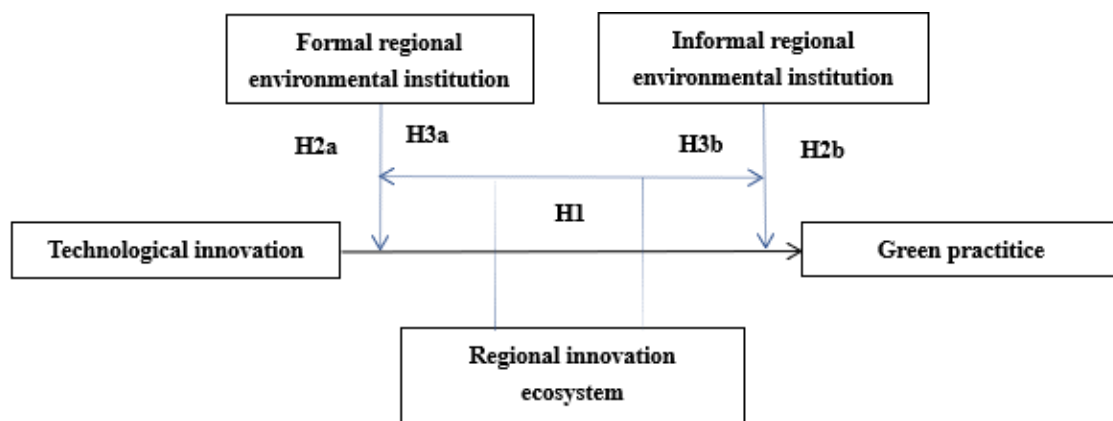 Formal regional
environmental institution
Informal regional
environmental institution
H2a
H3a
H3b
H2b
H1
Technological innovation
Green practitice
Regional innovation
ecosystem